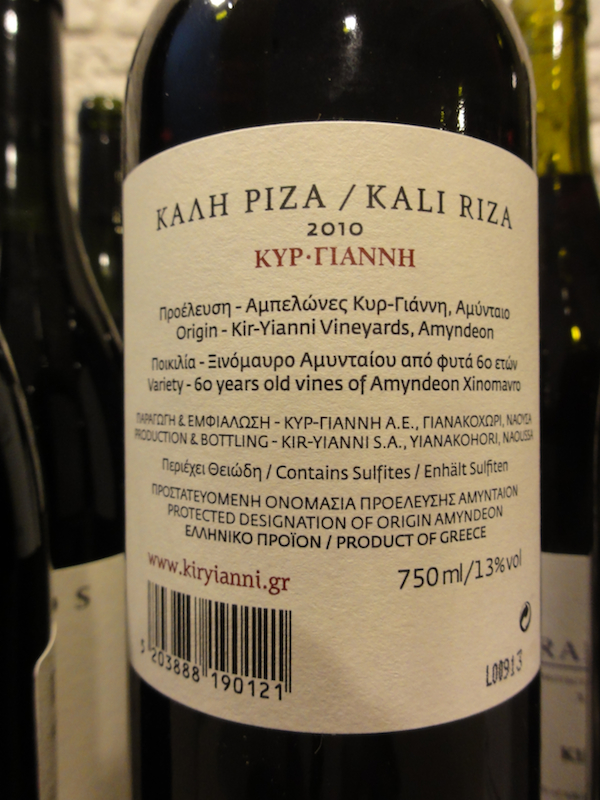 ΚΑΛΗ ΡΙΖΑ / KALI RIZA
2010
ΚΥΡ·ΓΙΑΝΝΗ
Προέλευση - Αμπελώνες Κυρ-Γιάννη, Αμύνταιο
Origin - Kir-Yianni Vineyards, Amyndeon
Ποικιλία - Ξινόμαυρο Αμυνταίου από φυτά 60 ετών
Variety - 60 years old vines of Amyndeon Xinomavro
ΠΑΡΑΓΩΓΗ & ΕΜΦΙΑΛΩΣΗ - ΚΥΡ-ΓΙΑΝΝΗ Α.Ε., ΓΙΑΝΑΚΟΧΩΡΙ, ΝΑΟΥΣΑ
PRODUCTION & BOTTLING - KIR-YIANNI S.A., YIANAKOHORI, NAOUSSA
Περιέχει Θειώδη / Contains Sulfites / Enhält Sulfiten
ΠΡΟΣΤΑΤΕΥΟΜΕΝΗ ΟΝΟΜΑΣΙΑ ΠΡΟΕΛΕΥΣΗΣ ΑΜΥΝΤΑΙΟΝ
PROTECTED DESIGNATION OF ORIGIN AMYNDEON
ΕΛΛΗΝΙΚΟ ΠΡΟΪΟΝ / PRODUCT OF GREECE
www.kiryianni.gr
750 ml/13% vol
5 203888 190121
L00913